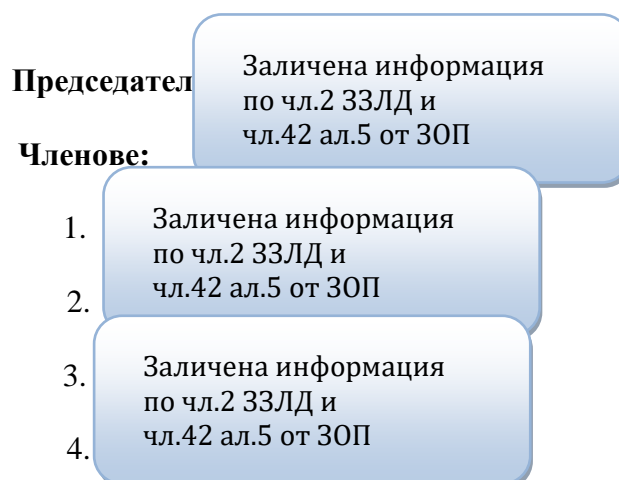 Председател
Заличена информация
по чл.2 ЗЗЛД и
чл.42 ал.5 от ЗОП
Членове:
1.
Заличена информация
по чл.2 ЗЗЛД и
чл.42 ал.5 от ЗОП
2.
3.
Заличена информация
по чл.2 ЗЗЛД и
чл.42 ал.5 от ЗОП
4.